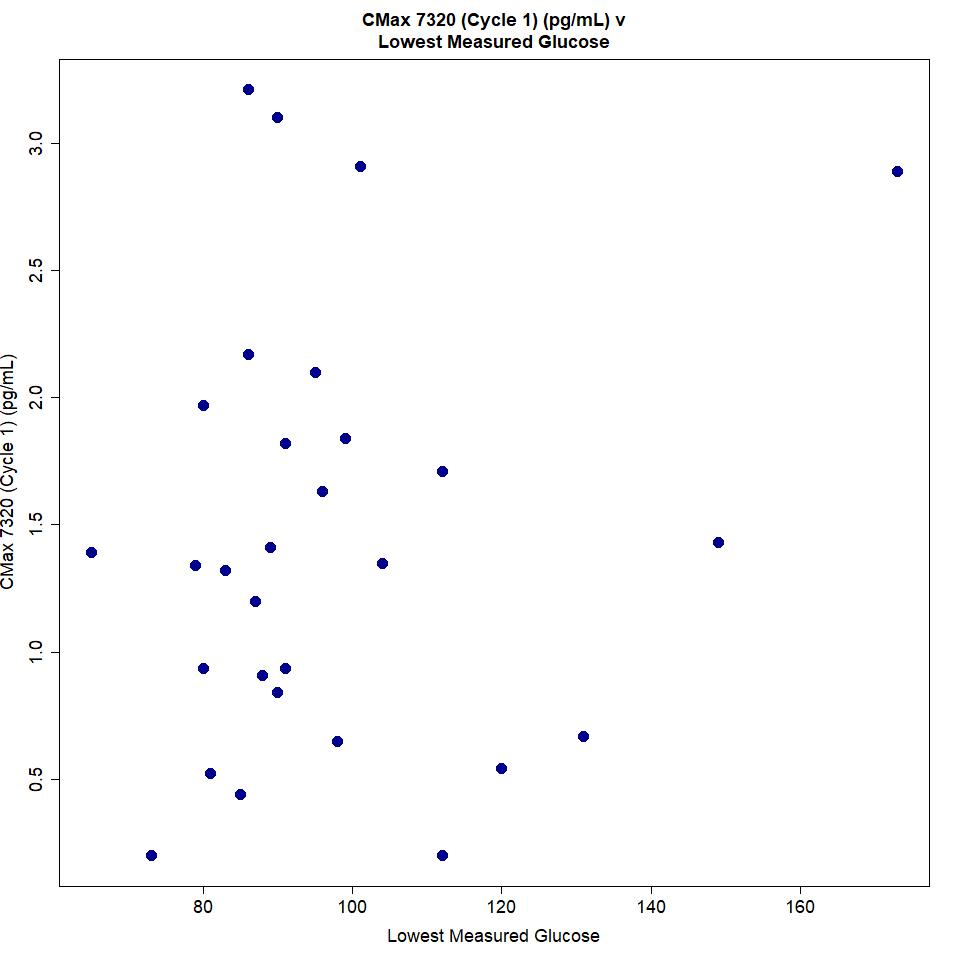 CMax 7320 (Cycle 1) (pg/mL) v
Lowest Measured Glucose
3.0
2.5
2.0
1.5
1.0
0.5
CMax 7320 (Cycle 1) (pg/mL)
80 100 120 140 160
Lowest Measured Glucose